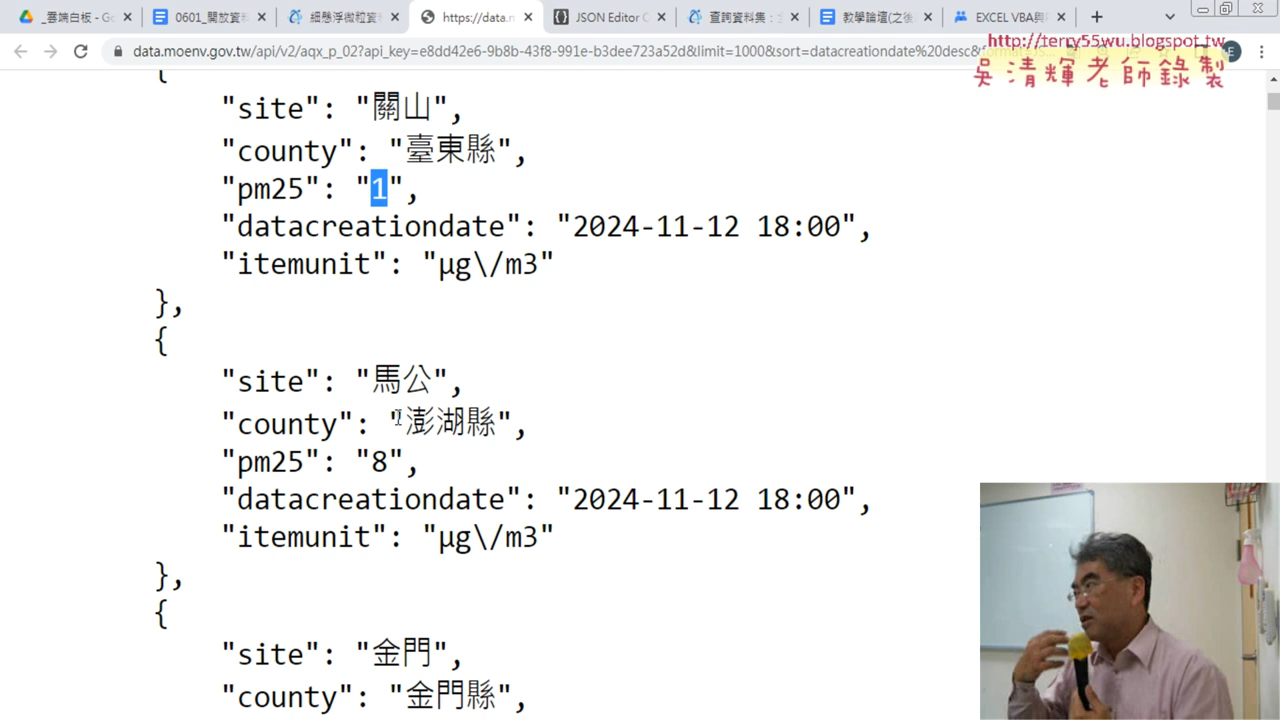 _雲端白板 - Go
0601_開放資料
細懸浮微粒資料
https://data.m
JSON Editor O
查詢資料集：
教學論壇(之後
EXCEL VBA與
data.moenv.gov.tw/api/v2/aqx_p_02?api_key=e8dd42e6-9b8b-43f8-991e-b3dee723a52d&limit=1000&sort=datacreationdate%20desc&
http://terry55wu.blogspot.tw
吳清輝老師錄製
{
"site": "關山",
"county": "臺東縣",
"pm25": "1",
"datacreationdate": "2024-11-12 18:00",
"itemunit": "μg\/m3"
},
{
"site": "馬公",
"county": "澎湖縣",
"pm25": "8",
"datacreationdate": "2024-11-12 18:00",
"itemunit": "μg\/m3"
},
{
"site": "金門",
"county": "金門縣",